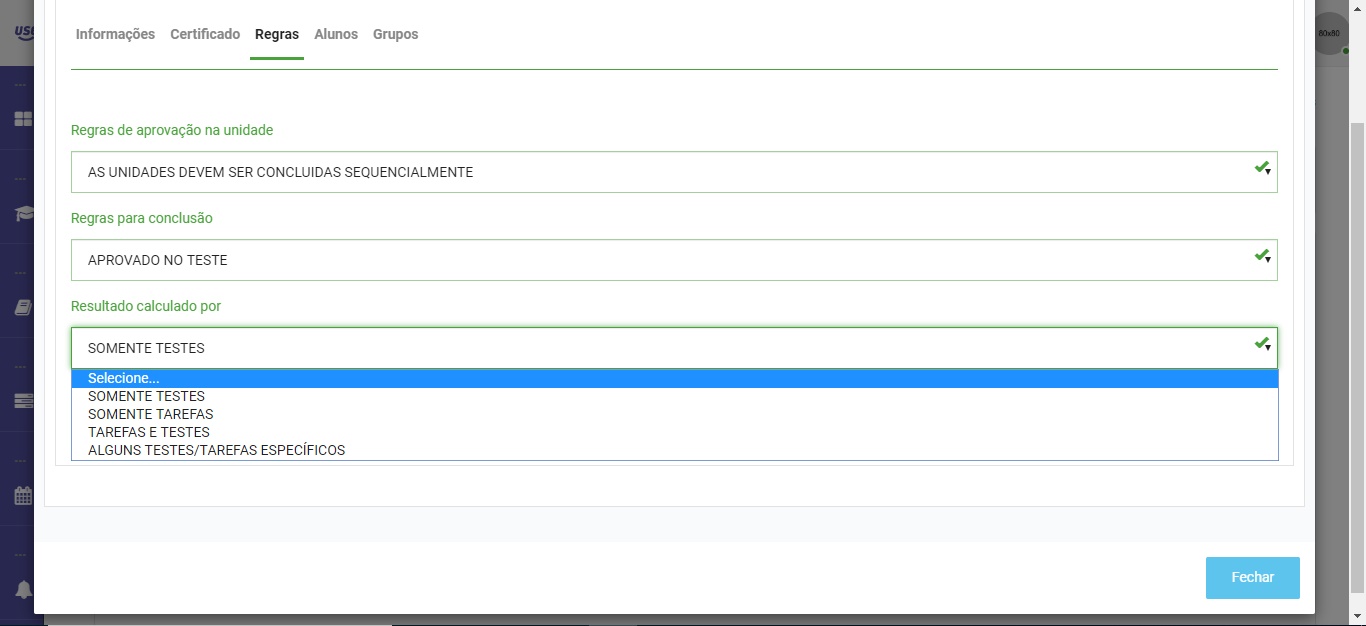 Informações Certificado Regras Alunos Grupos
80x80
Regras de aprovação na unidade
AS UNIDADES DEVEM SER CONCLUIDAS SEQUENCIALMENTE
Regras para conclusão
APROVADO NO TESTE
Resultado calculado por
SOMENTE TESTES
Selecione...
SOMENTE TESTES
SOMENTE TAREFAS
TAREFAS E TESTES
ALGUNS TESTES/TAREFAS ESPECÍFICOS
Fechar